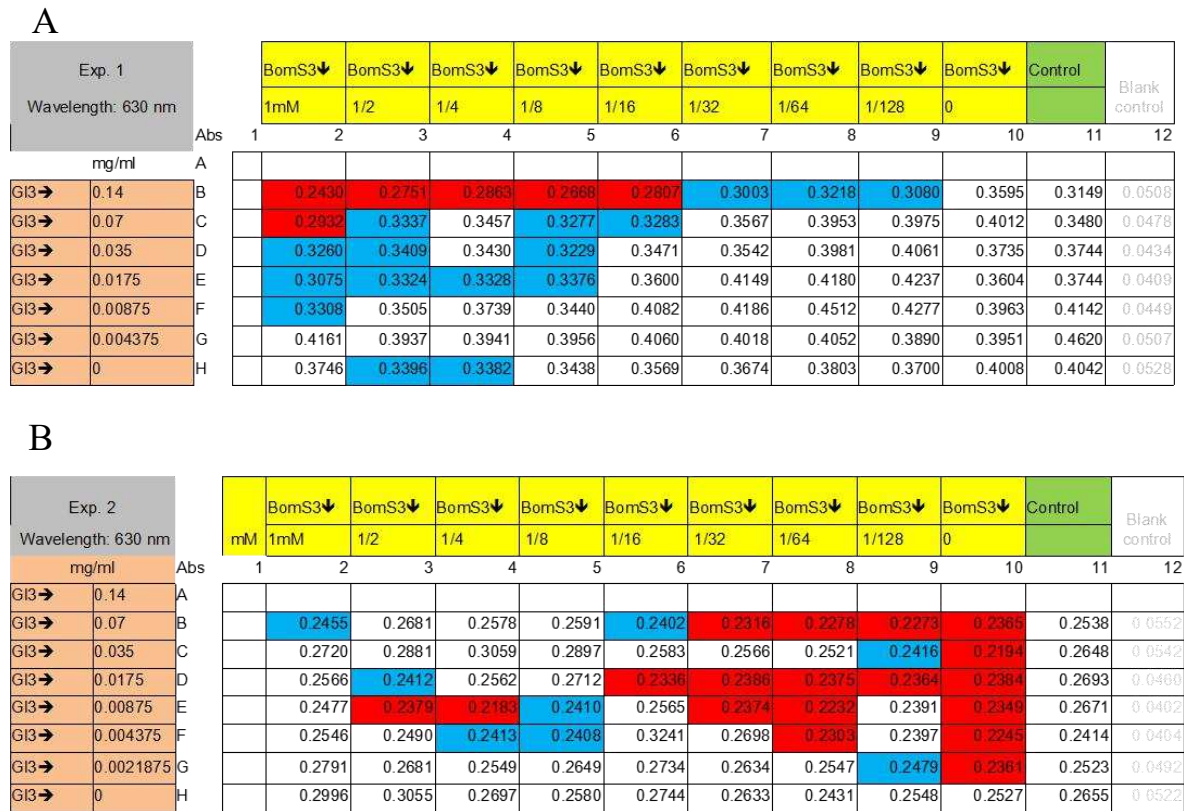 A
Exp. 1
Wavelength: 630 nm
BomS3🡻 BomS3🡻 BomS3🡻 BomS3🡻 BomS3🡻 BomS3🡻 BomS3🡻 BomS3🡻 BomS3🡻 Control Blank control
1mM 1/2 1/4 1/8 1/16 1/32 1/64 1/128 0
Abs 1 2 3 4 5 6 7 8 9 10 11 12
mg/ml A
GI3➔ 0.14 B 0.2430 0.2751 0.2863 0.2668 0.2807 0.3003 0.3218 0.3080 0.3595 0.3149 0.0508
GI3➔ 0.07 C 0.2932 0.3337 0.3457 0.3277 0.3283 0.3567 0.3953 0.3975 0.4012 0.3480 0.0478
GI3➔ 0.035 D 0.3260 0.3409 0.3430 0.3229 0.3471 0.3542 0.3981 0.4061 0.3735 0.3744 0.0434
GI3➔ 0.0175 E 0.3075 0.3324 0.3328 0.3376 0.3600 0.4149 0.4180 0.4237 0.3604 0.3744 0.0409
GI3➔ 0.00875 F 0.3308 0.3505 0.3739 0.3440 0.4082 0.4186 0.4512 0.4277 0.3963 0.4142 0.0449
GI3➔ 0.004375 G 0.4161 0.3937 0.3941 0.3956 0.4060 0.4018 0.4052 0.3890 0.3951 0.4620 0.0507
GI3➔ 0 H 0.3746 0.3396 0.3382 0.3438 0.3569 0.3674 0.3803 0.3700 0.4008 0.4042 0.0528
B
Exp. 2
Wavelength: 630 nm
BomS3🡻 BomS3🡻 BomS3🡻 BomS3🡻 BomS3🡻 BomS3🡻 BomS3🡻 BomS3🡻 BomS3🡻 Control Blank control
mM 1mM 1/2 1/4 1/8 1/16 1/32 1/64 1/128 0
mg/ml Abs 1 2 3 4 5 6 7 8 9 10 11 12
GI3➔ 0.14 A
GI3➔ 0.07 B 0.2455 0.2681 0.2578 0.2591 0.2402 0.2316 0.2278 0.2273 0.2365 0.2538 0.0552
GI3➔ 0.035 C 0.2720 0.2881 0.3059 0.2897 0.2583 0.2566 0.2521 0.2416 0.2194 0.2648 0.0542
GI3➔ 0.0175 D 0.2566 0.2412 0.2562 0.2712 0.2336 0.2386 0.2375 0.2364 0.2384 0.2693 0.0460
GI3➔ 0.00875 E 0.2477 0.2379 0.2183 0.2410 0.2565 0.2374 0.2232 0.2391 0.2349 0.2671 0.0402
GI3➔ 0.004375 F 0.2546 0.2490 0.2413 0.2408 0.3241 0.2698 0.2303 0.2397 0.2245 0.2414 0.0404
GI3➔ 0.0021875 G 0.2791 0.2681 0.2549 0.2649 0.2734 0.2634 0.2547 0.2479 0.2361 0.2523 0.0492
GI3➔ 0 H 0.2996 0.3055 0.2697 0.2580 0.2744 0.2633 0.2431 0.2548 0.2527 0.2655 0.0522